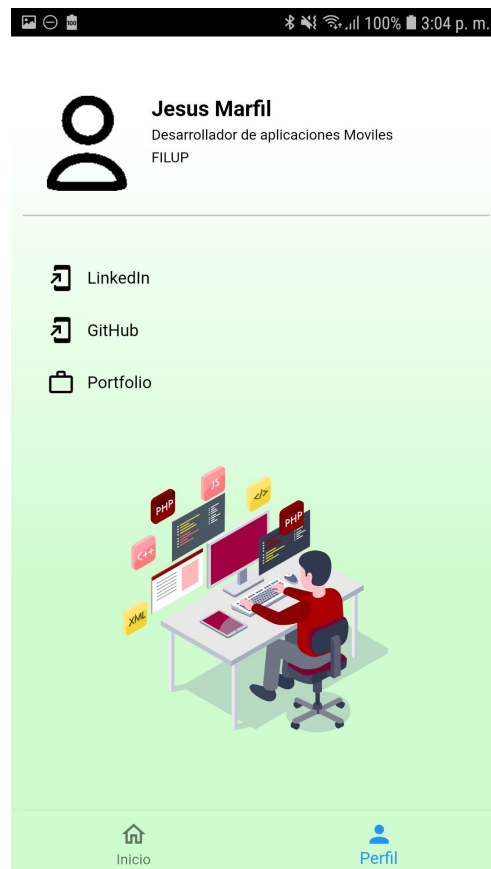 100% 3:04 p. m.
Jesus Marfil
Desarrollador de aplicaciones Moviles
FILUP
LinkedIn
GitHub
Portfolio
JS
</>
PHP
PHP
C++
XML
Inicio
Perfil